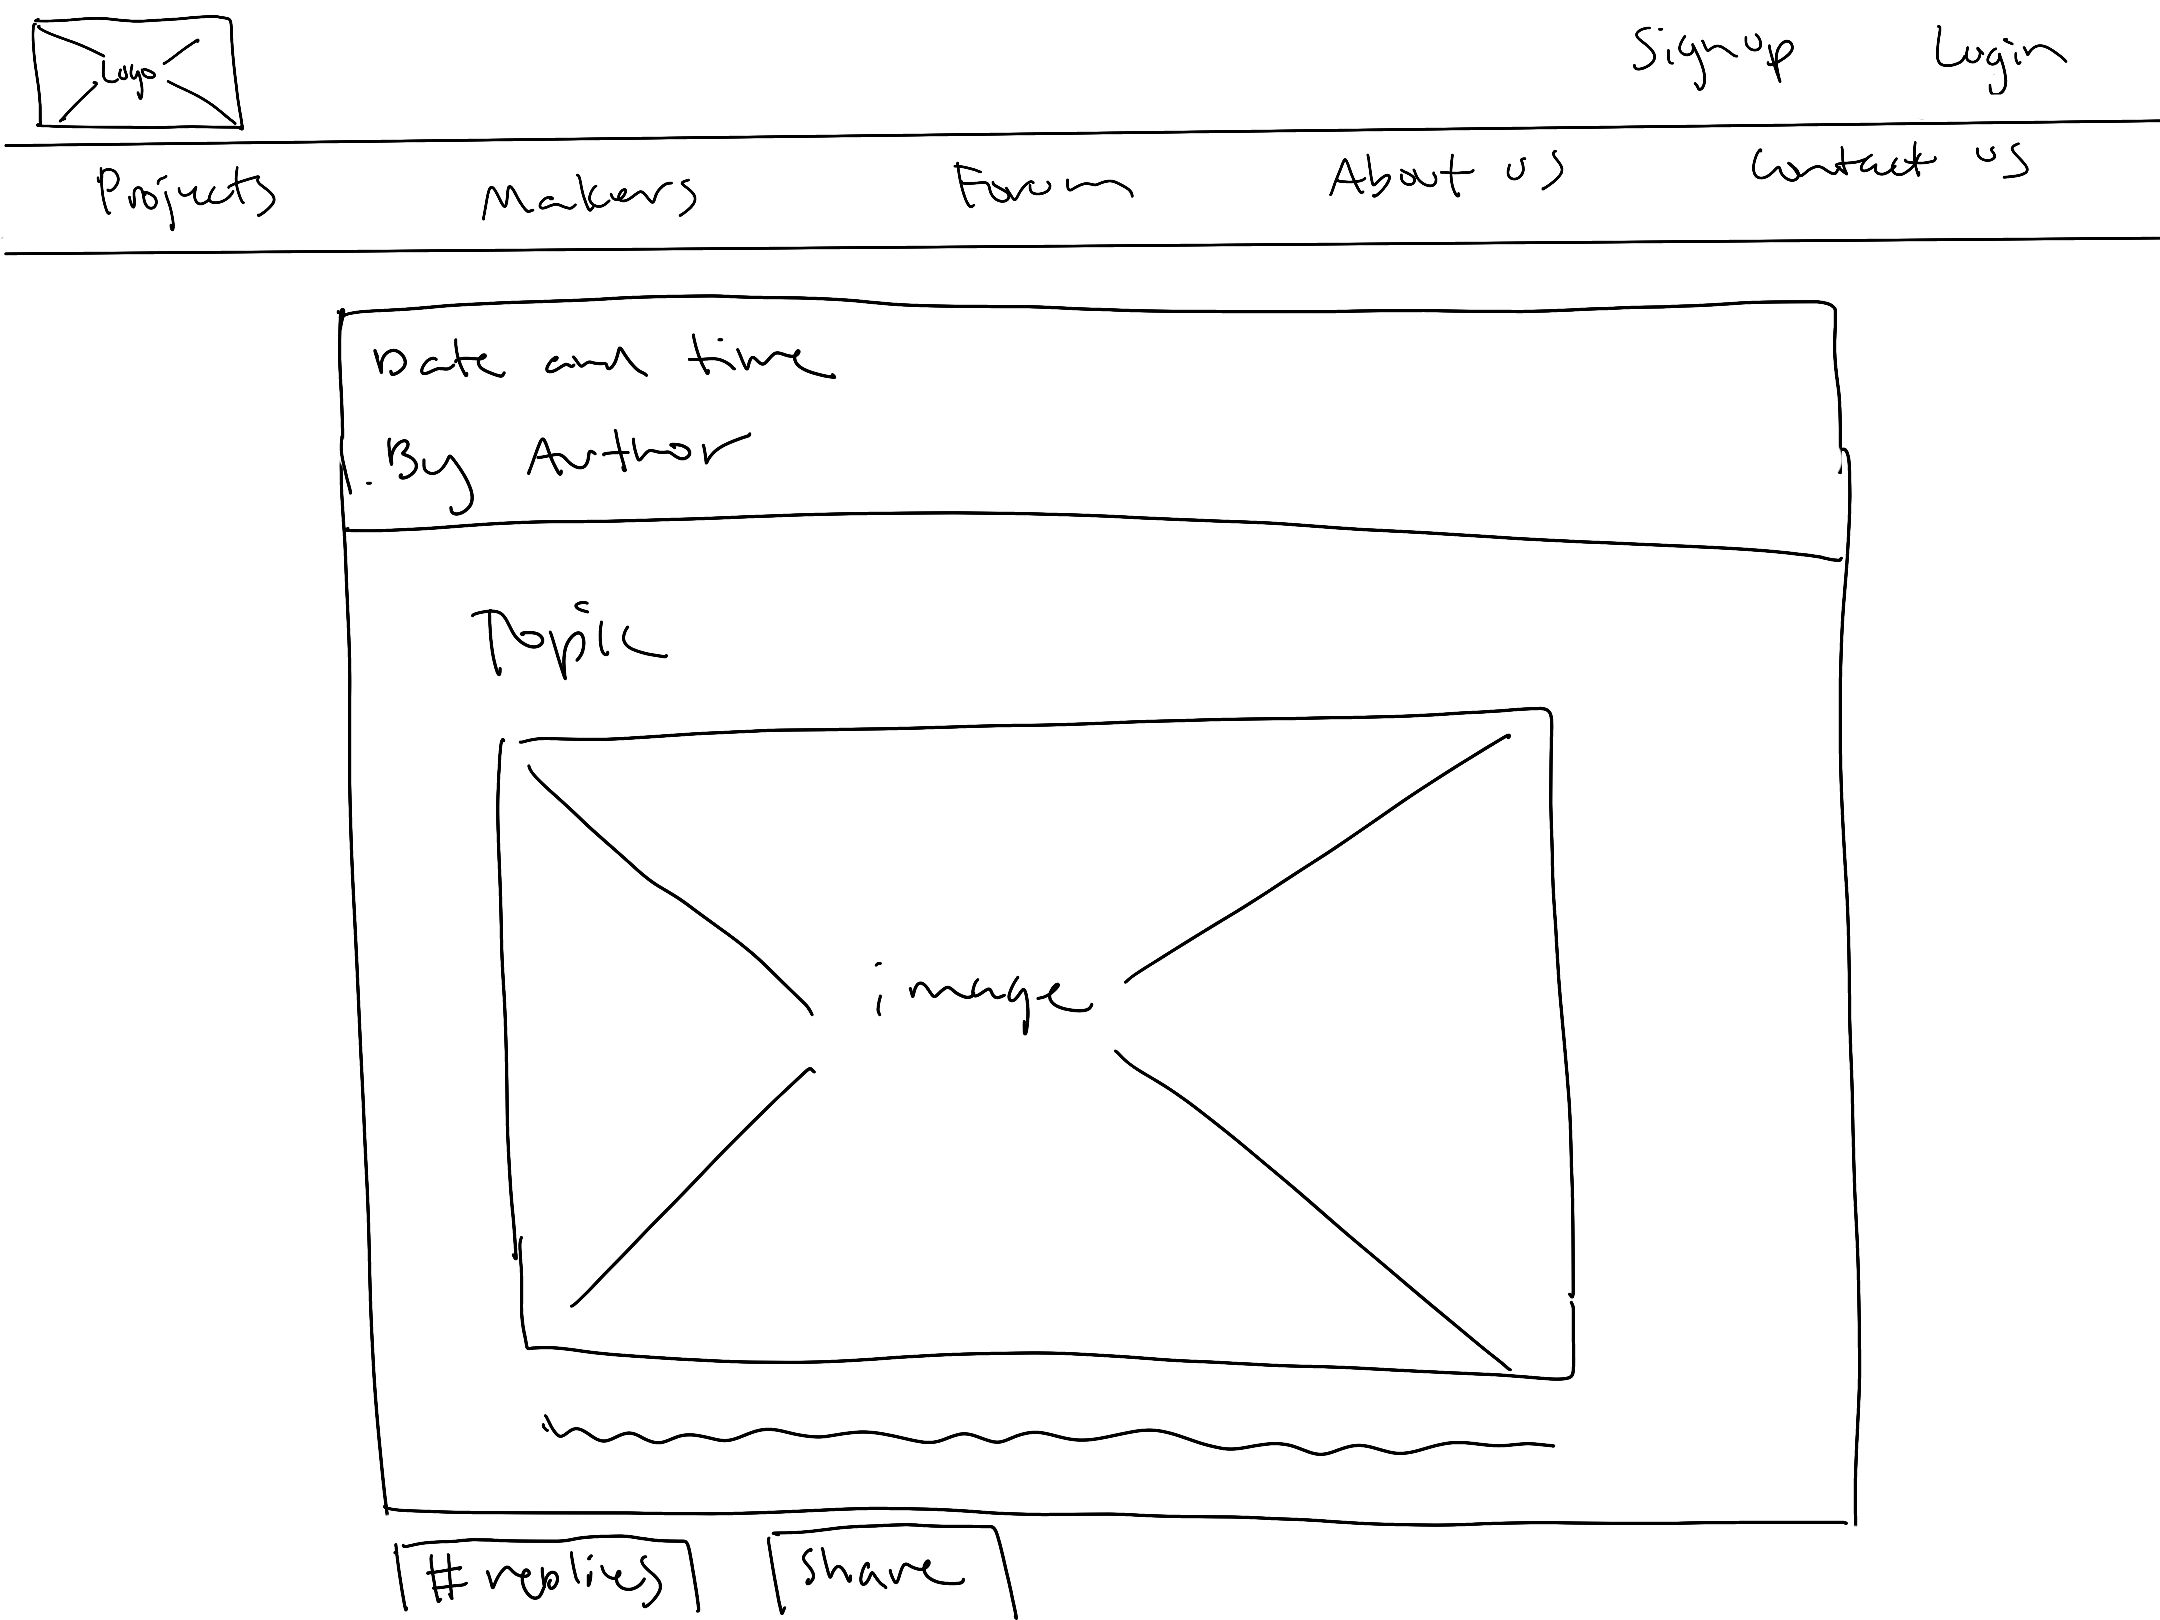 Logo
Signup Login
Projects Makers Forum About us Contact us
Date and time
By Author
Topic
image
#replies share